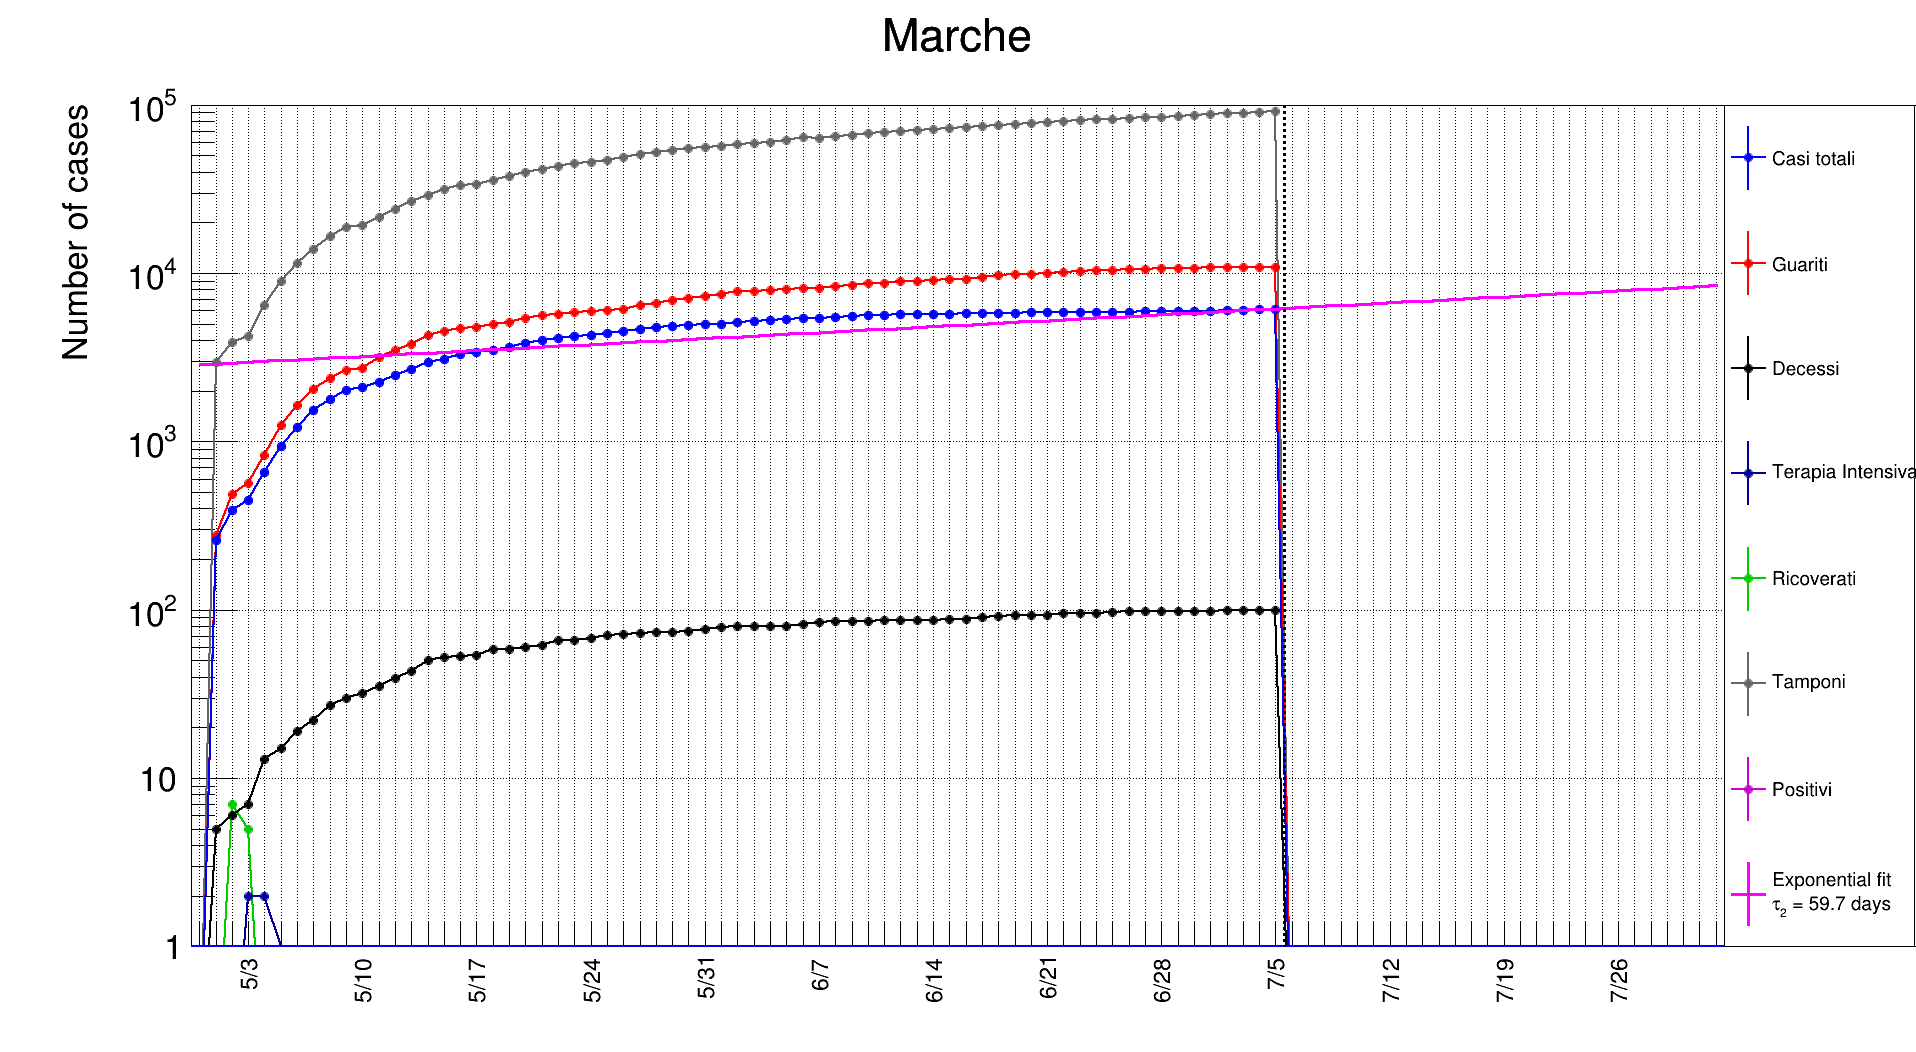 Marche
Number of cases
10^5
10^4
10^3
10^2
10
1
5/3
5/10
5/17
5/24
5/31
6/7
6/14
6/21
6/28
7/5
7/12
7/19
7/26
Casi totali
Guariti
Decessi
Terapia Intensiva
Ricoverati
Tamponi
Positivi
Exponential fit
τ₂ = 59.7 days